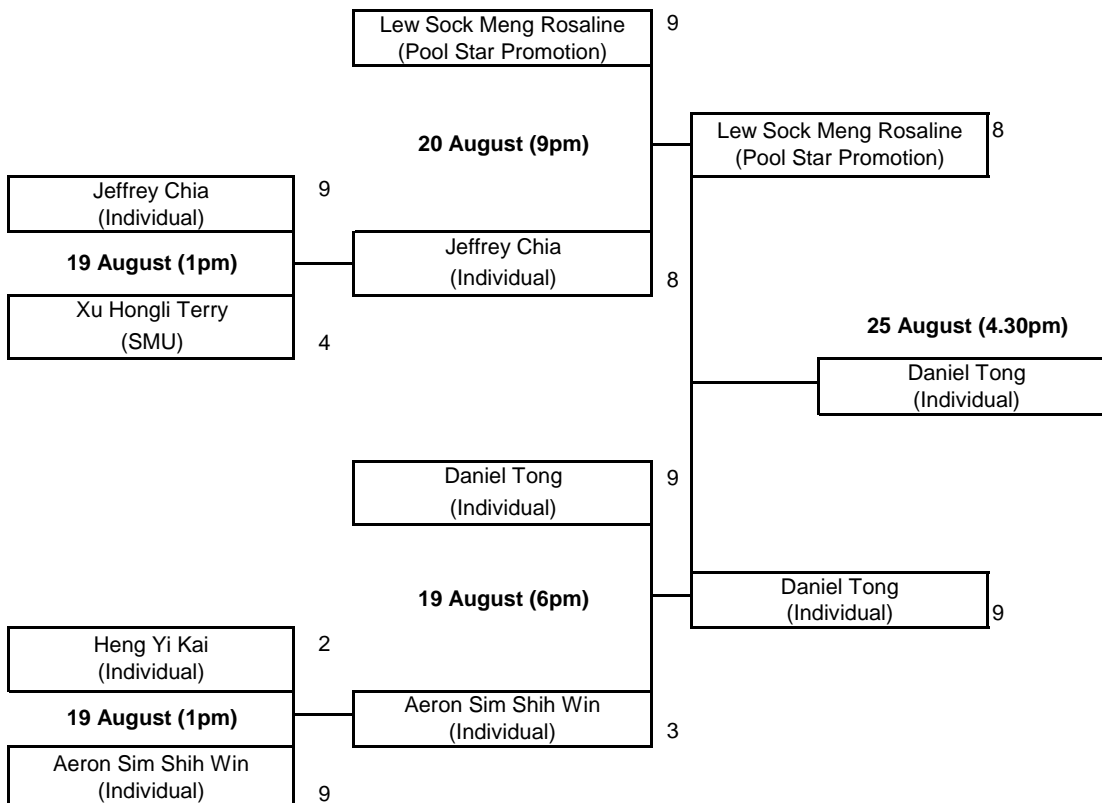 Lew Sock Meng Rosaline
(Pool Star Promotion)
9
20 August (9pm)
Lew Sock Meng Rosaline
(Pool Star Promotion)
8
Jeffrey Chia
(Individual)
9
19 August (1pm)
Jeffrey Chia
(Individual)
8
Xu Hongli Terry
(SMU)
4
25 August (4.30pm)
Daniel Tong
(Individual)
Daniel Tong
(Individual)
9
19 August (6pm)
Daniel Tong
(Individual)
9
Heng Yi Kai
(Individual)
2
19 August (1pm)
Aeron Sim Shih Win
(Individual)
3
Aeron Sim Shih Win
(Individual)
9